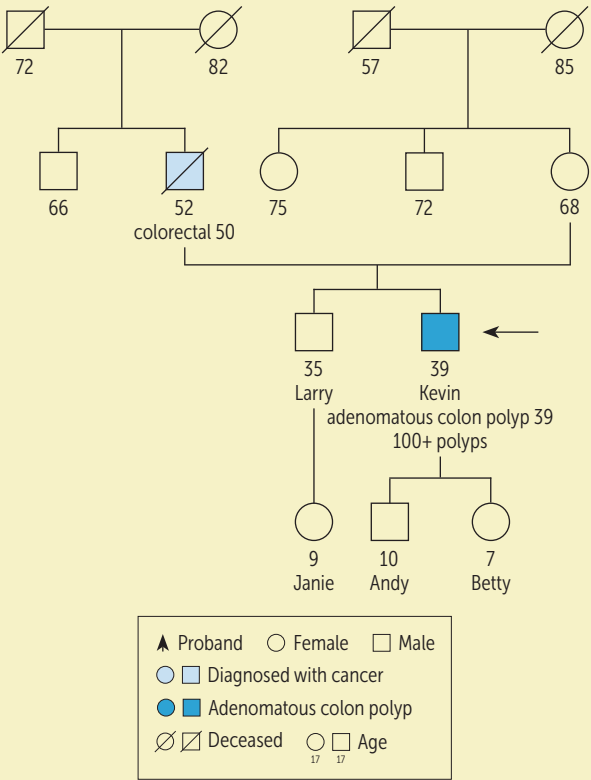 72 82 57 85
66 52 75 72 68
colorectal 50
35 39
Larry Kevin
adenomatous colon polyp 39
100+ polyps
9 10 7
Janie Andy Betty
Proband Female Male
Diagnosed with cancer
Adenomatous colon polyp
Deceased Age
17 17